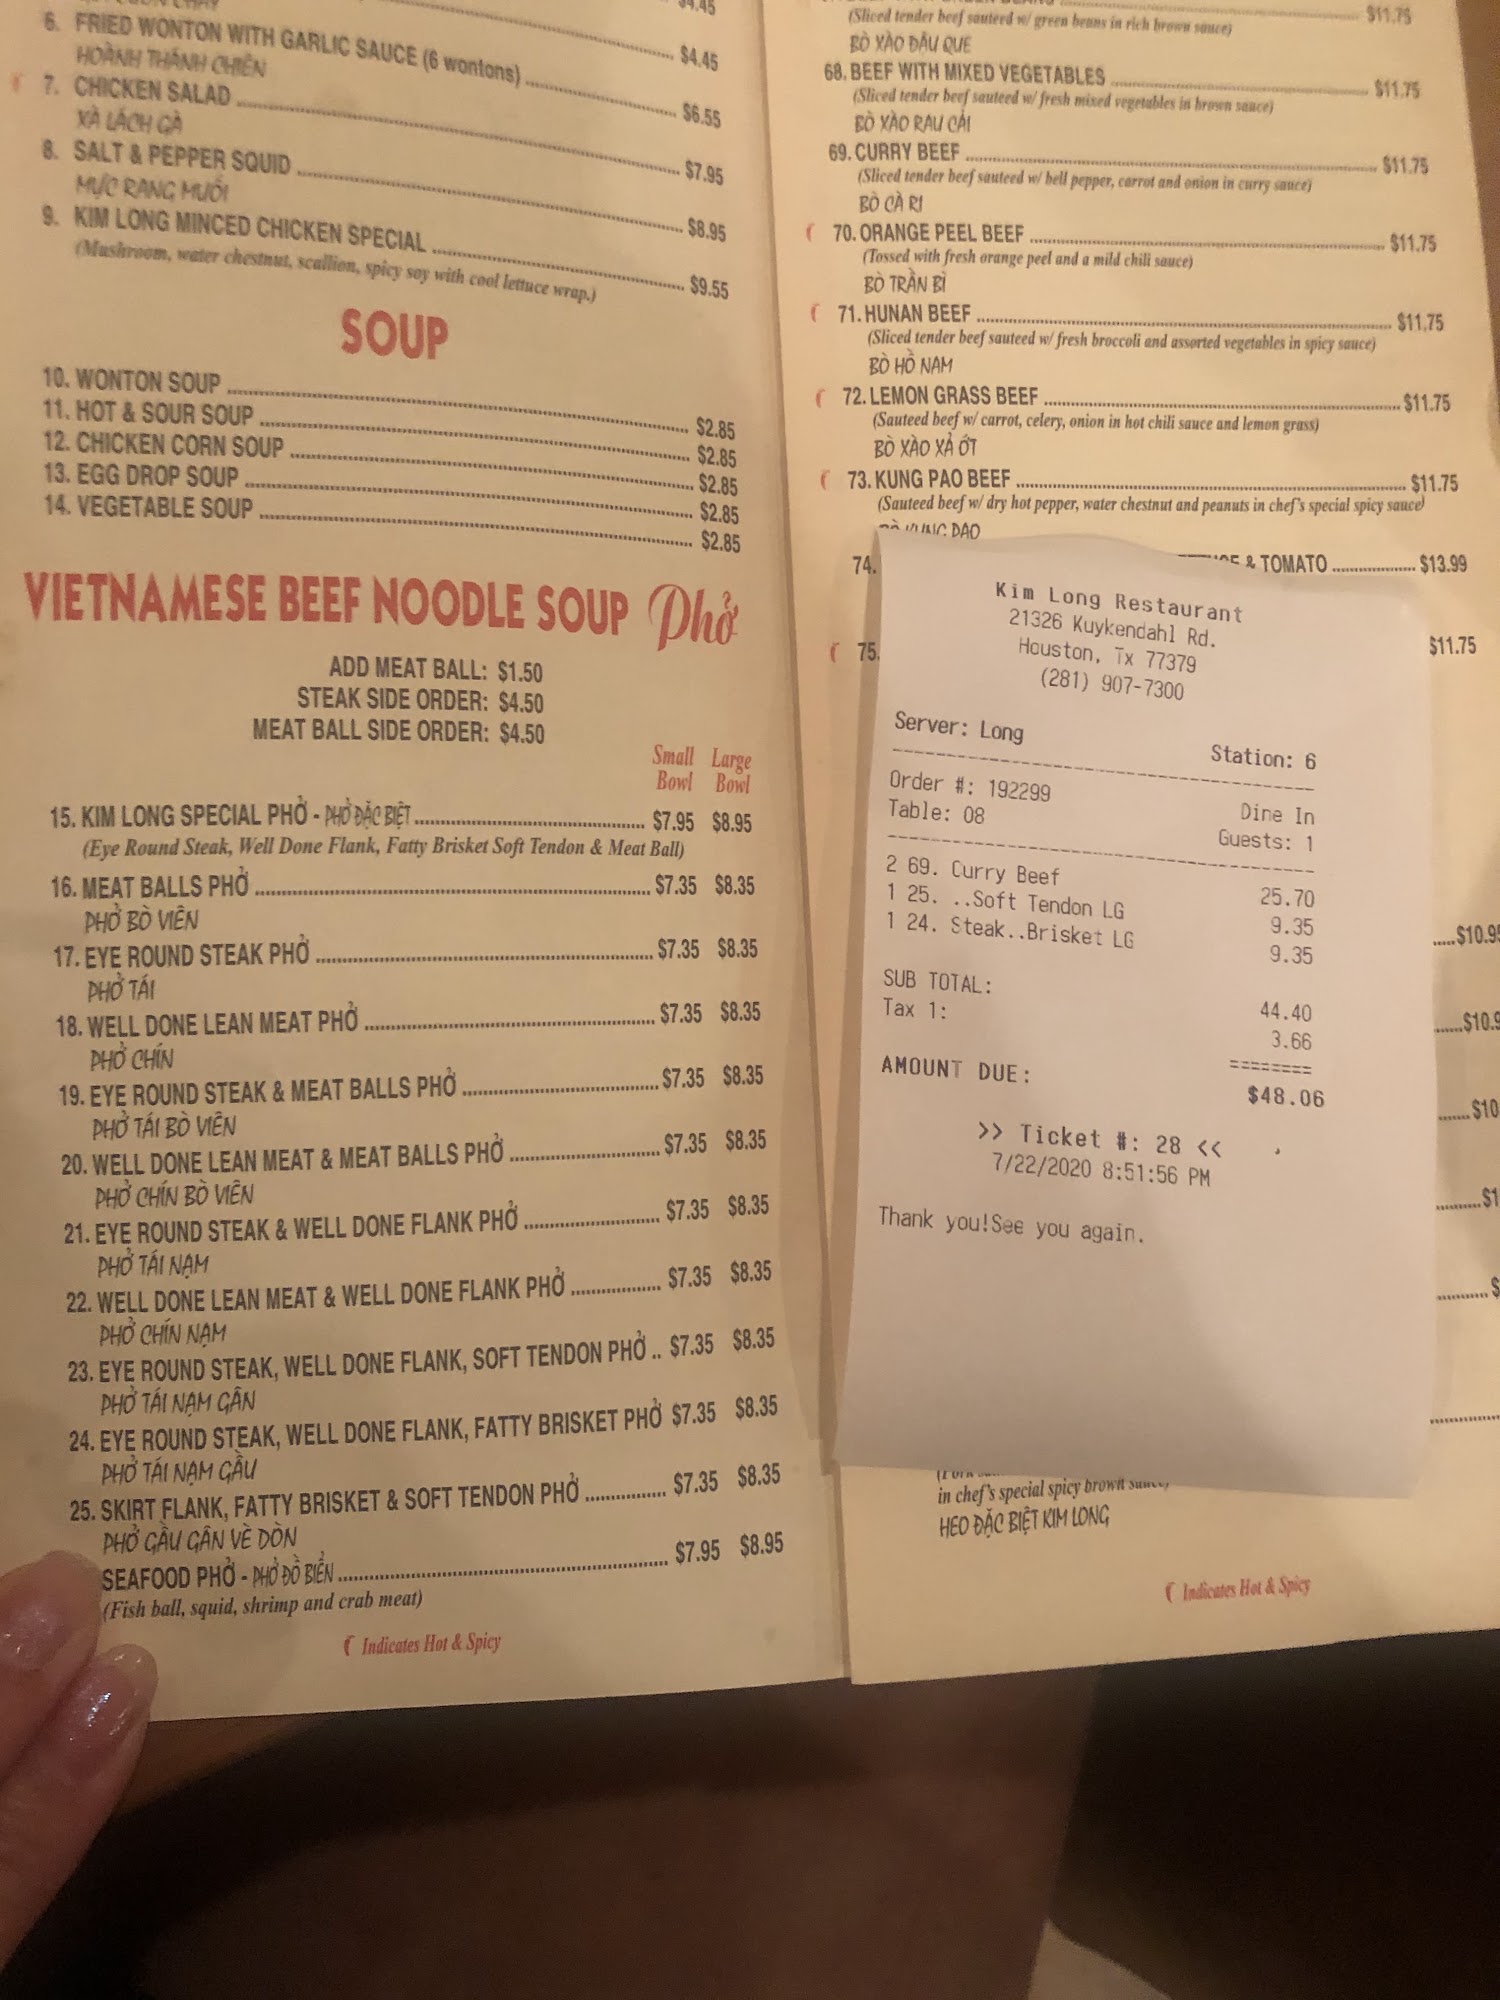 $4.45
6. FRIED WONTON WITH GARLIC SAUCE (6 wontons) $4.45
HOÀNH THÁNH CHIÊN
7. CHICKEN SALAD $6.55
XÀ LÁCH GÀ
8. SALT & PEPPER SQUID $7.95
MỰC RANG MUỐI
9. KIM LONG MINCED CHICKEN SPECIAL $8.95
(Mushroom, water chestnut, scallion, spicy soy with cool lettuce wrap.) $9.55
SOUP
10. WONTON SOUP $2.85
11. HOT & SOUR SOUP $2.85
12. CHICKEN CORN SOUP $2.85
13. EGG DROP SOUP $2.85
14. VEGETABLE SOUP $2.85
VIETNAMESE BEEF NOODLE SOUP Phở
ADD MEAT BALL: $1.50
STEAK SIDE ORDER: $4.50
MEAT BALL SIDE ORDER: $4.50
Small Large
Bowl Bowl
15. KIM LONG SPECIAL PHỞ - PHỞ ĐẶC BIỆT $7.95 $8.95
(Eye Round Steak, Well Done Flank, Fatty Brisket Soft Tendon & Meat Ball)
16. MEAT BALLS PHỞ $7.35 $8.35
PHỞ BÒ VIÊN
17. EYE ROUND STEAK PHỞ $7.35 $8.35
PHỞ TÁI
18. WELL DONE LEAN MEAT PHỞ $7.35 $8.35
PHỞ CHÍN
19. EYE ROUND STEAK & MEAT BALLS PHỞ $7.35 $8.35
PHỞ TÁI BÒ VIÊN
20. WELL DONE LEAN MEAT & MEAT BALLS PHỞ $7.35 $8.35
PHỞ CHÍN BÒ VIÊN
21. EYE ROUND STEAK & WELL DONE FLANK PHỞ $7.35 $8.35
PHỞ TÁI NẠM
22. WELL DONE LEAN MEAT & WELL DONE FLANK PHỞ $7.35 $8.35
PHỞ CHÍN NẠM
23. EYE ROUND STEAK, WELL DONE FLANK, SOFT TENDON PHỞ .. $7.35 $8.35
PHỞ TÁI NẠM GÂN
24. EYE ROUND STEAK, WELL DONE FLANK, FATTY BRISKET PHỞ $7.35 $8.35
PHỞ TÁI NẠM GẦU
25. SKIRT FLANK, FATTY BRISKET & SOFT TENDON PHỞ $7.35 $8.35
PHỞ GẦU GÂN VÈ DÒN
SEAFOOD PHỞ - PHỞ ĐỒ BIỂN $7.95 $8.95
(Fish ball, squid, shrimp and crab meat)
Indicates Hot & Spicy
$11.75
(Sliced tender beef sauteed w/ green beans in rich brown sauce)
BÒ XÀO ĐẬU QUE
68. BEEF WITH MIXED VEGETABLES $11.75
(Sliced tender beef sauteed w/ fresh mixed vegetables in brown sauce)
BÒ XÀO RAU CẢI
69. CURRY BEEF $11.75
(Sliced tender beef sauteed w/ bell pepper, carrot and onion in curry sauce)
BÒ CÀ RI
70. ORANGE PEEL BEEF $11.75
(Tossed with fresh orange peel and a mild chili sauce)
BÒ TRẦN BÌ
71. HUNAN BEEF $11.75
(Sliced tender beef sauteed w/ fresh broccoli and assorted vegetables in spicy sauce)
BÒ HỒ NAM
72. LEMON GRASS BEEF $11.75
(Sauteed beef w/ carrot, celery, onion in hot chili sauce and lemon grass)
BÒ XÀO XẢ ỚT
73. KUNG PAO BEEF $11.75
(Sauteed beef w/ dry hot pepper, water chestnut and peanuts in chef's special spicy sauce)
BÒ KUNG DAO
74. & TOMATO $13.99
75. $11.75
Kim Long Restaurant
21326 Kuykendahl Rd.
Houston, Tx 77379
(281) 907-7300
Server: Long Station: 6
Order #: 192299 Dine In
Table: 08 Guests: 1
2 69. Curry Beef 25.70
1 25. ..Soft Tendon LG 9.35
1 24. Steak..Brisket LG 9.35
SUB TOTAL: 44.40
Tax 1: 3.66
========
AMOUNT DUE: $48.06
>> Ticket #: 28 <<
7/22/2020 8:51:56 PM
Thank you!See you again.
in chef's special spicy brown
HEO ĐẶC BIỆT KIM LONG
Indicates Hot & Spicy